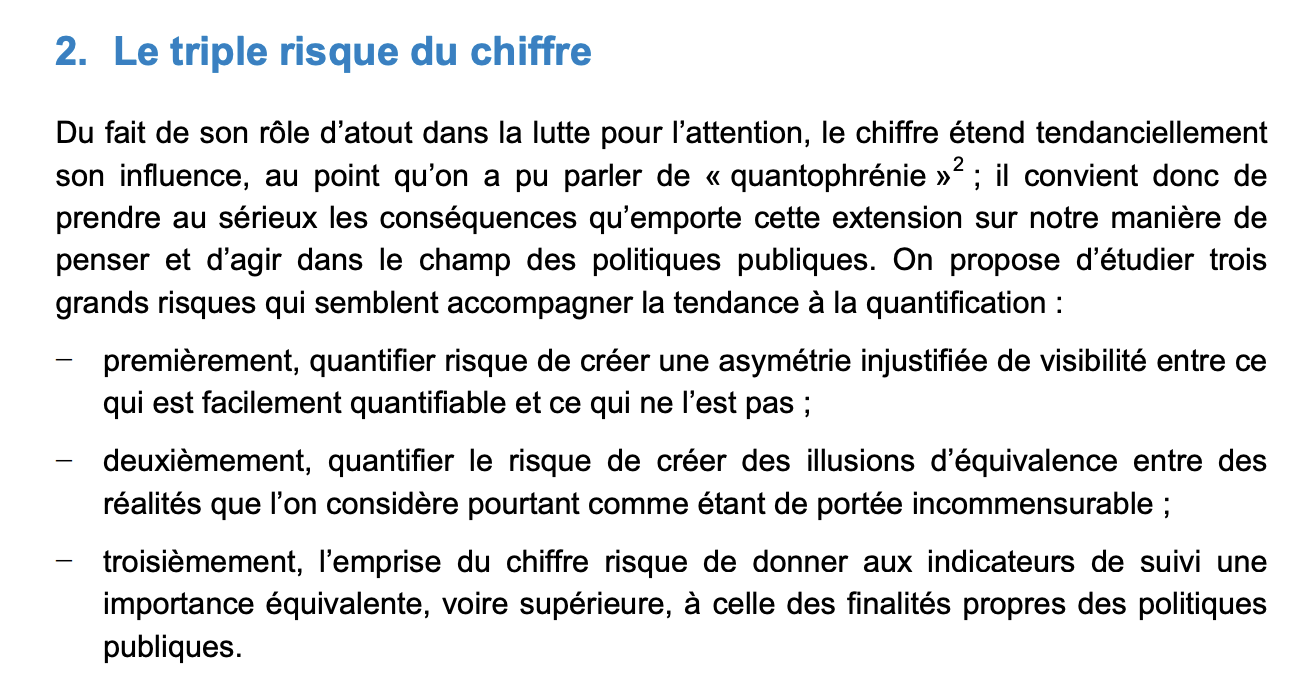 2. Le triple risque du chiffre
Du fait de son rôle d’atout dans la lutte pour l’attention, le chiffre étend tendanciellement
son influence, au point qu’on a pu parler de « quantophrénie »2 ; il convient donc de
prendre au sérieux les conséquences qu’emporte cette extension sur notre manière de
penser et d’agir dans le champ des politiques publiques. On propose d’étudier trois
grands risques qui semblent accompagner la tendance à la quantification :
– premièrement, quantifier risque de créer une asymétrie injustifiée de visibilité entre ce
qui est facilement quantifiable et ce qui ne l’est pas ;
– deuxièmement, quantifier le risque de créer des illusions d’équivalence entre des
réalités que l’on considère pourtant comme étant de portée incommensurable ;
– troisièmement, l’emprise du chiffre risque de donner aux indicateurs de suivi une
importance équivalente, voire supérieure, à celle des finalités propres des politiques
publiques.